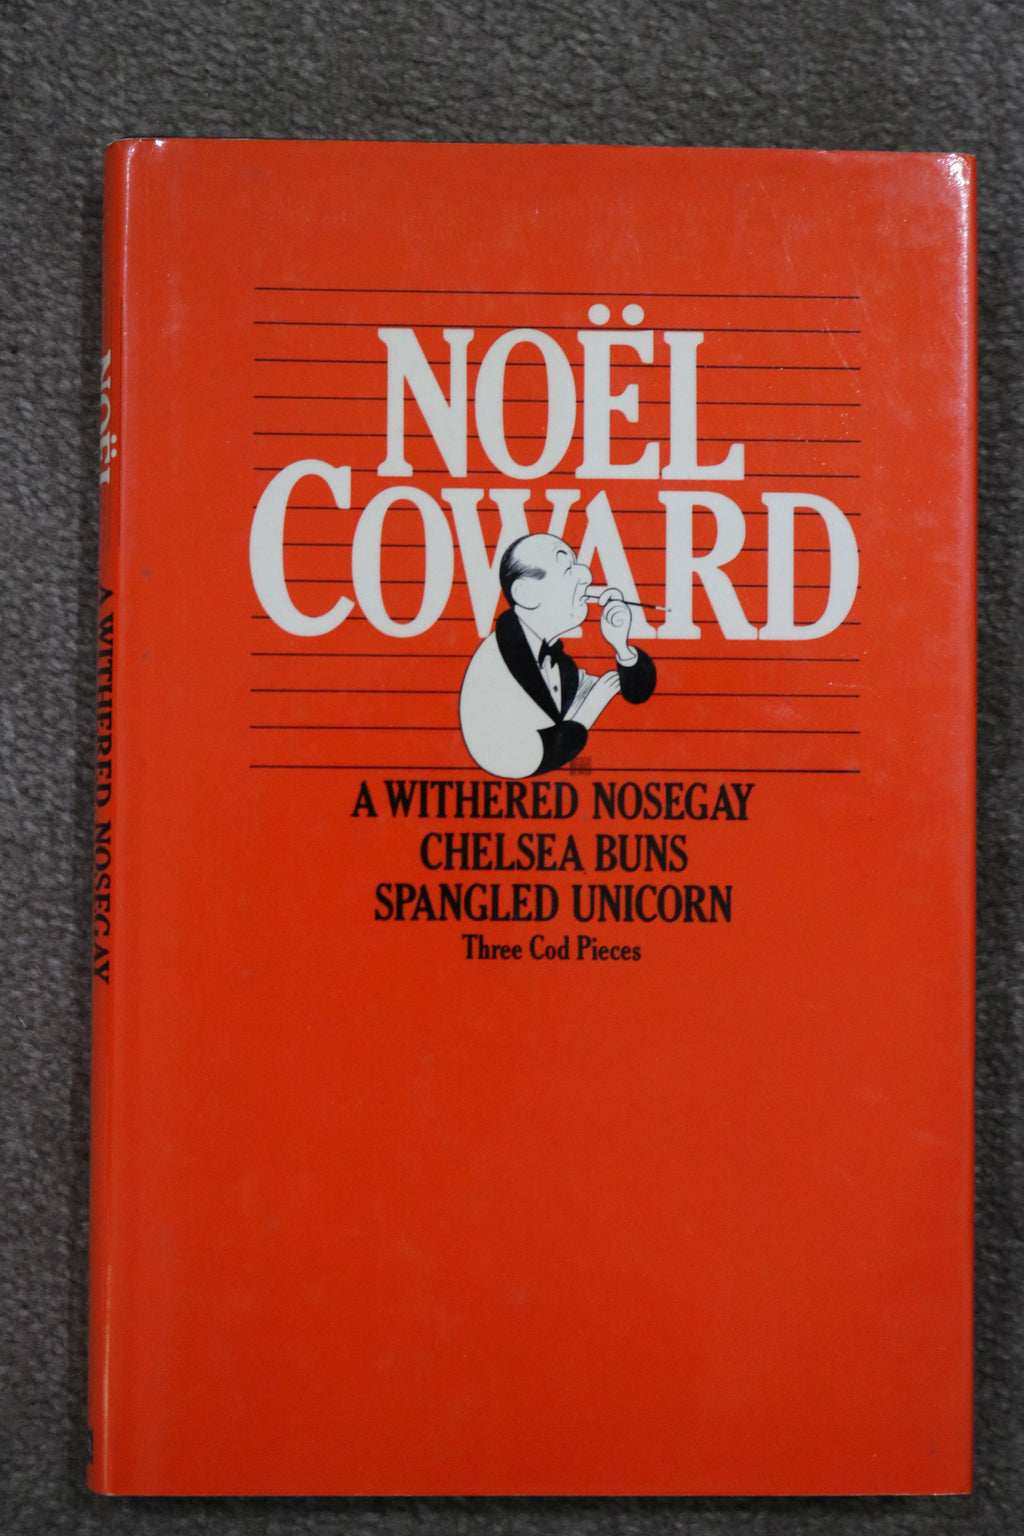 NOËL
COWARD
A WITHERED NOSEGAY
CHELSEA BUNS
SPANGLED UNICORN
Three Cod Pieces
NOËL
A WITHERED NOSEGAY